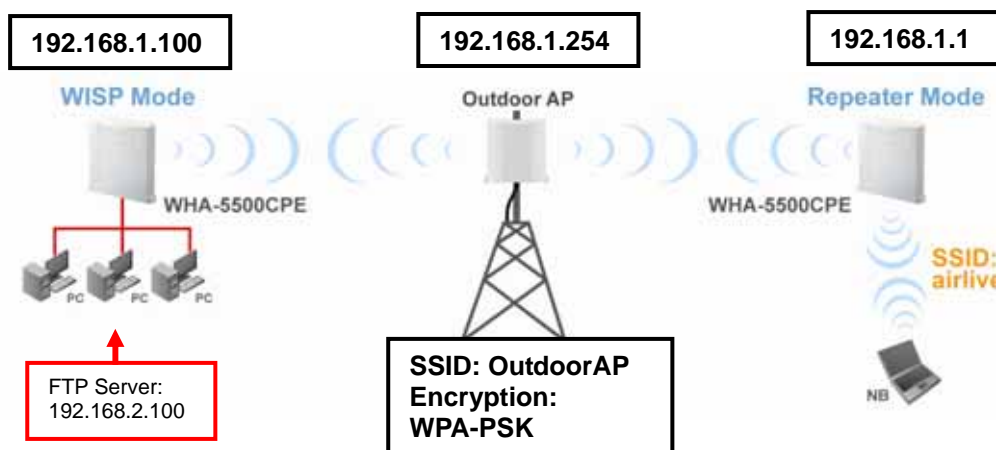 192.168.1.100
192.168.1.254
192.168.1.1
WISP Mode
Outdoor AP
Repeater Mode
WHA-5500CPE
WHA-5500CPE
PC
PC
PC
SSID:
airlive
FTP Server:
192.168.2.100
SSID: OutdoorAP
Encryption:
WPA-PSK
NB